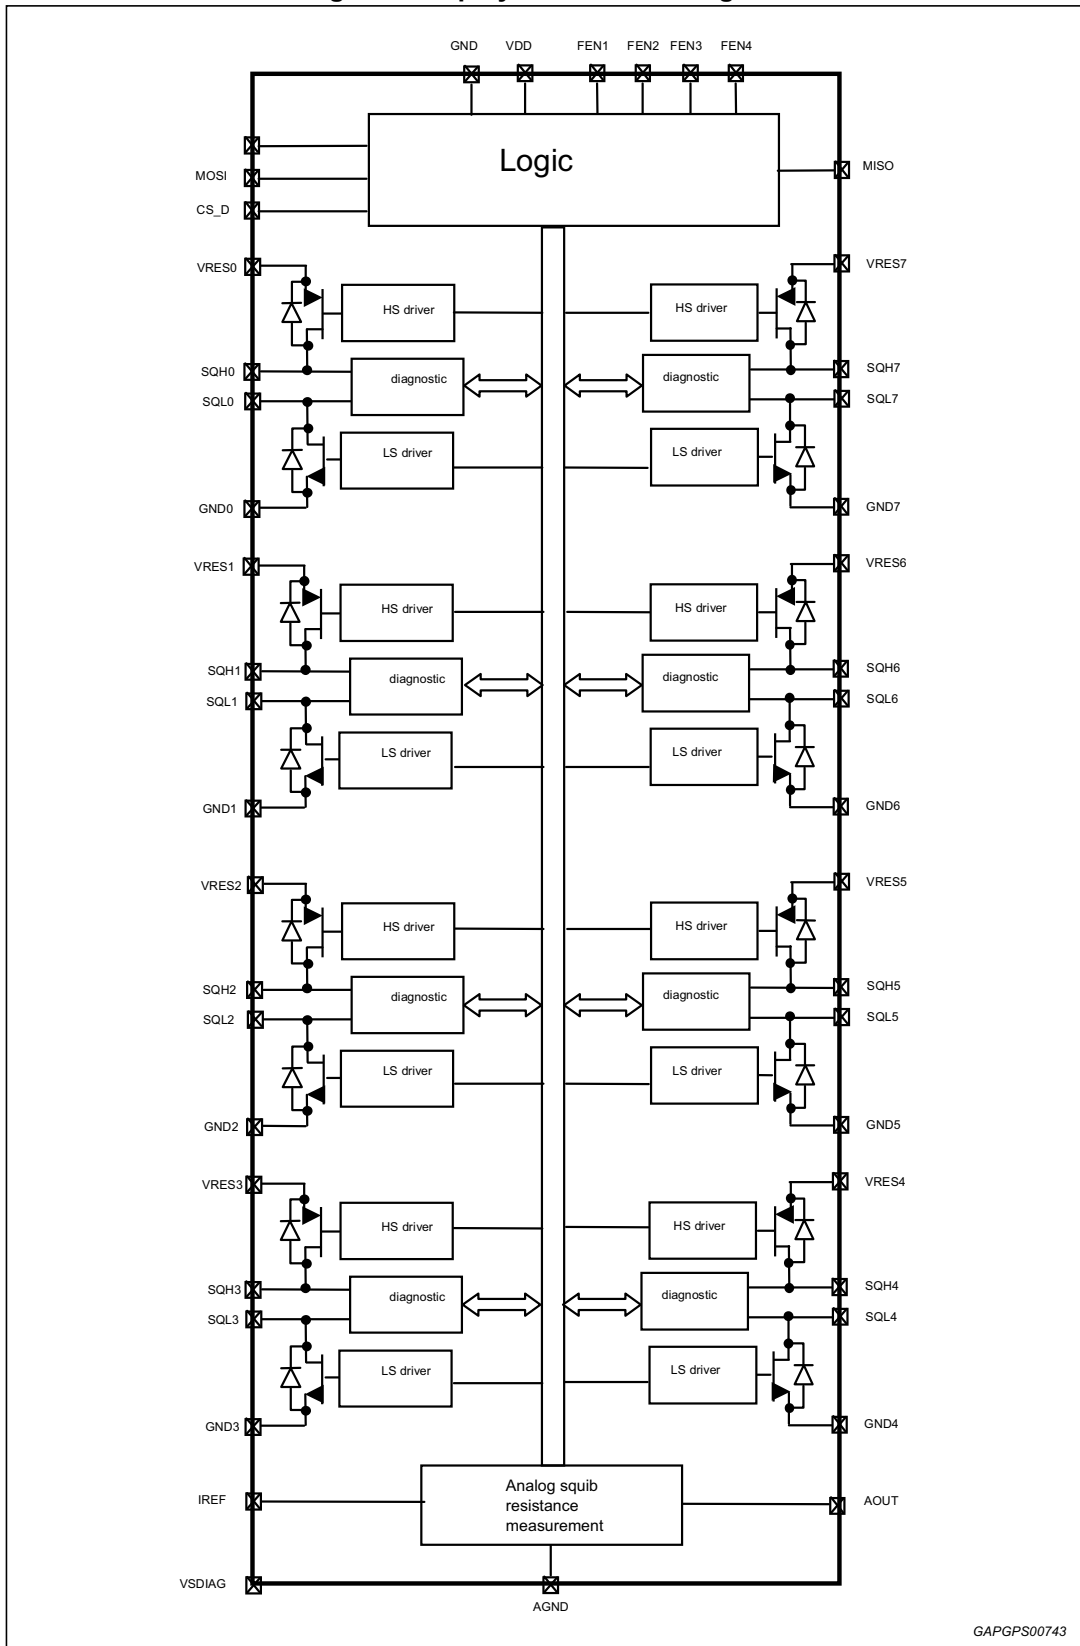 GND VDD FEN1 FEN2 FEN3 FEN4
Logic
MOSI
MISO
CS_D
VRES0
VRES7
HS driver
HS driver
SQH0
SQH7
diagnostic
diagnostic
SQL0
SQL7
LS driver
LS driver
GND0
GND7
VRES1
VRES6
HS driver
HS driver
SQH1
SQH6
diagnostic
diagnostic
SQL1
SQL6
LS driver
LS driver
GND1
GND6
VRES2
VRES5
HS driver
HS driver
SQH2
SQH5
diagnostic
diagnostic
SQL2
SQL5
LS driver
LS driver
GND2
GND5
VRES3
VRES4
HS driver
HS driver
SQH3
SQH4
diagnostic
diagnostic
SQL3
SQL4
LS driver
LS driver
GND3
GND4
IREF
Analog squib
resistance
measurement
AOUT
VSDIAG
AGND
GAPGPS00743